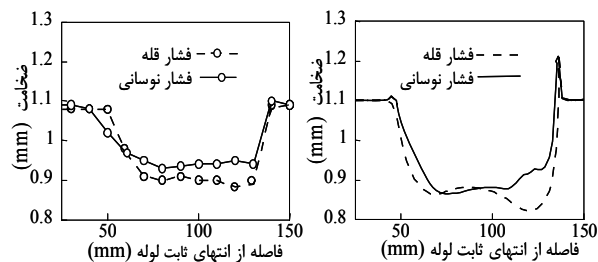 1.3
1.2
1.1
1
0.9
0.8
ضخامت (mm)
فشار قله
فشار نوسانی
50
100
150
فاصله از انتهای ثابت لوله (mm)
1.3
1.2
1.1
1
0.9
0.8
ضخامت (mm)
فشار قله
فشار نوسانی
50
100
150
فاصله از انتهای ثابت لوله (mm)